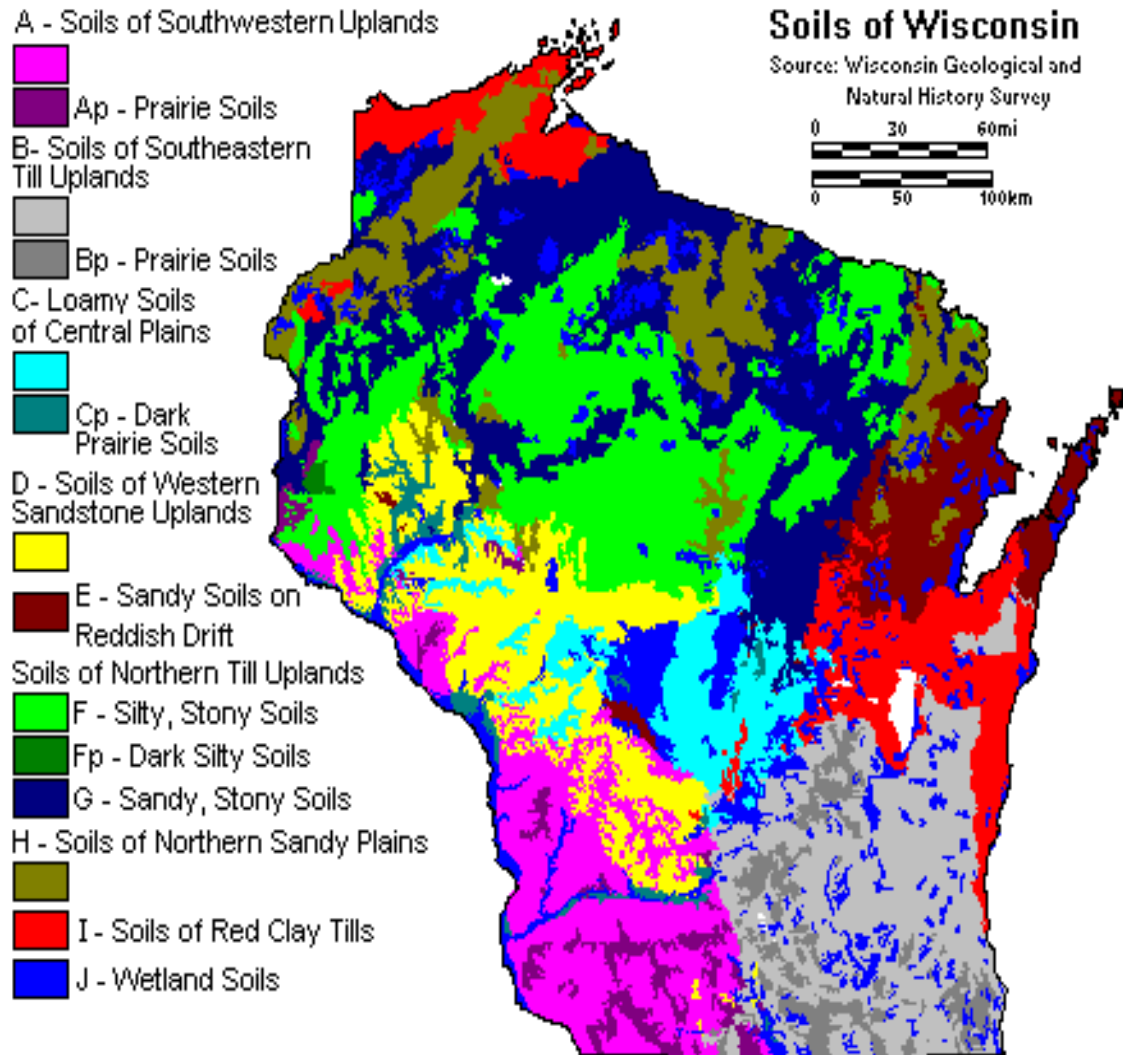 A - Soils of Southwestern Uplands
Ap - Prairie Soils
B- Soils of Southeastern
Till Uplands
Bp - Prairie Soils
C- Loamy Soils
of Central Plains
Cp - Dark
Prairie Soils
D - Soils of Western
Sandstone Uplands
E - Sandy Soils on
Reddish Drift
Soils of Northern Till Uplands
F - Silty, Stony Soils
Fp - Dark Silty Soils
G - Sandy, Stony Soils
H - Soils of Northern Sandy Plains
I - Soils of Red Clay Tills
J - Wetland Soils
Soils of Wisconsin
Source: Wisconsin Geological and
Natural History Survey
0 30 60mi
0 50 100km